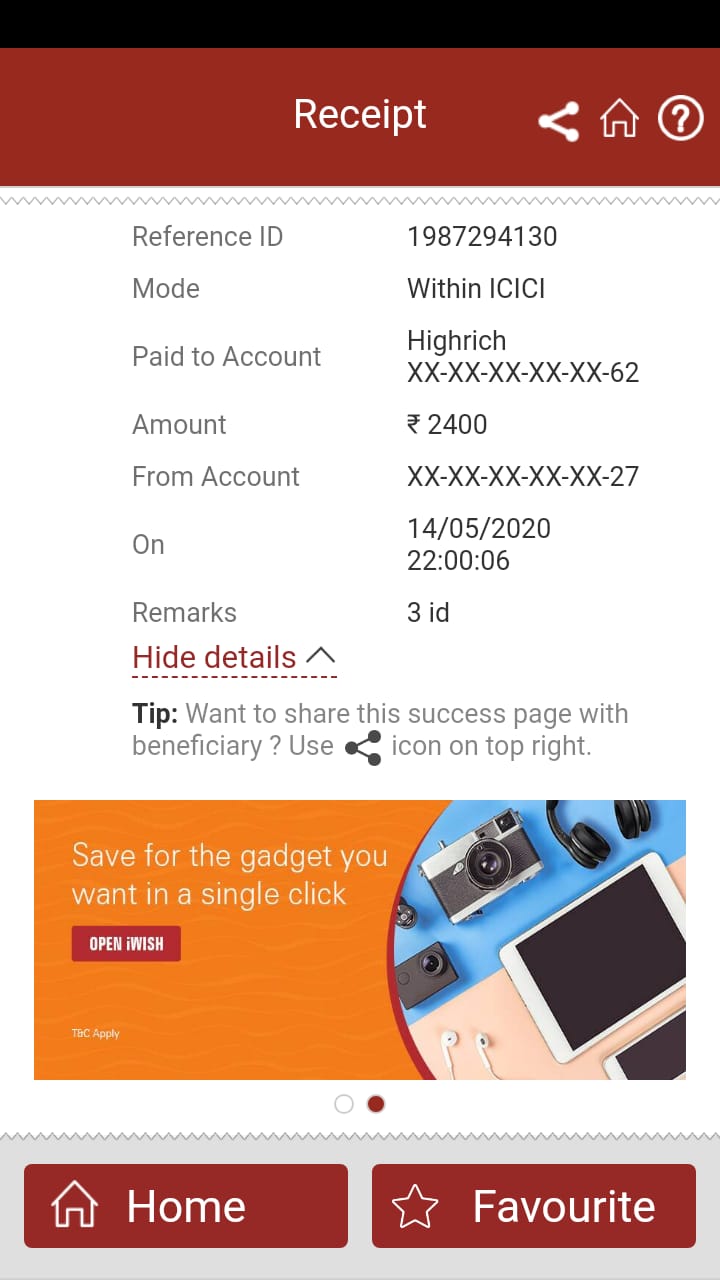 Receipt
Reference ID 1987294130
Mode Within ICICI
Paid to Account Highrich
XX-XX-XX-XX-XX-62
Amount ₹ 2400
From Account XX-XX-XX-XX-XX-27
On 14/05/2020
22:00:06
Remarks 3 id
Hide details
Tip: Want to share this success page with
beneficiary ? Use icon on top right.
Save for the gadget you
want in a single click
OPEN iWISH
T&C Apply
Home Favourite